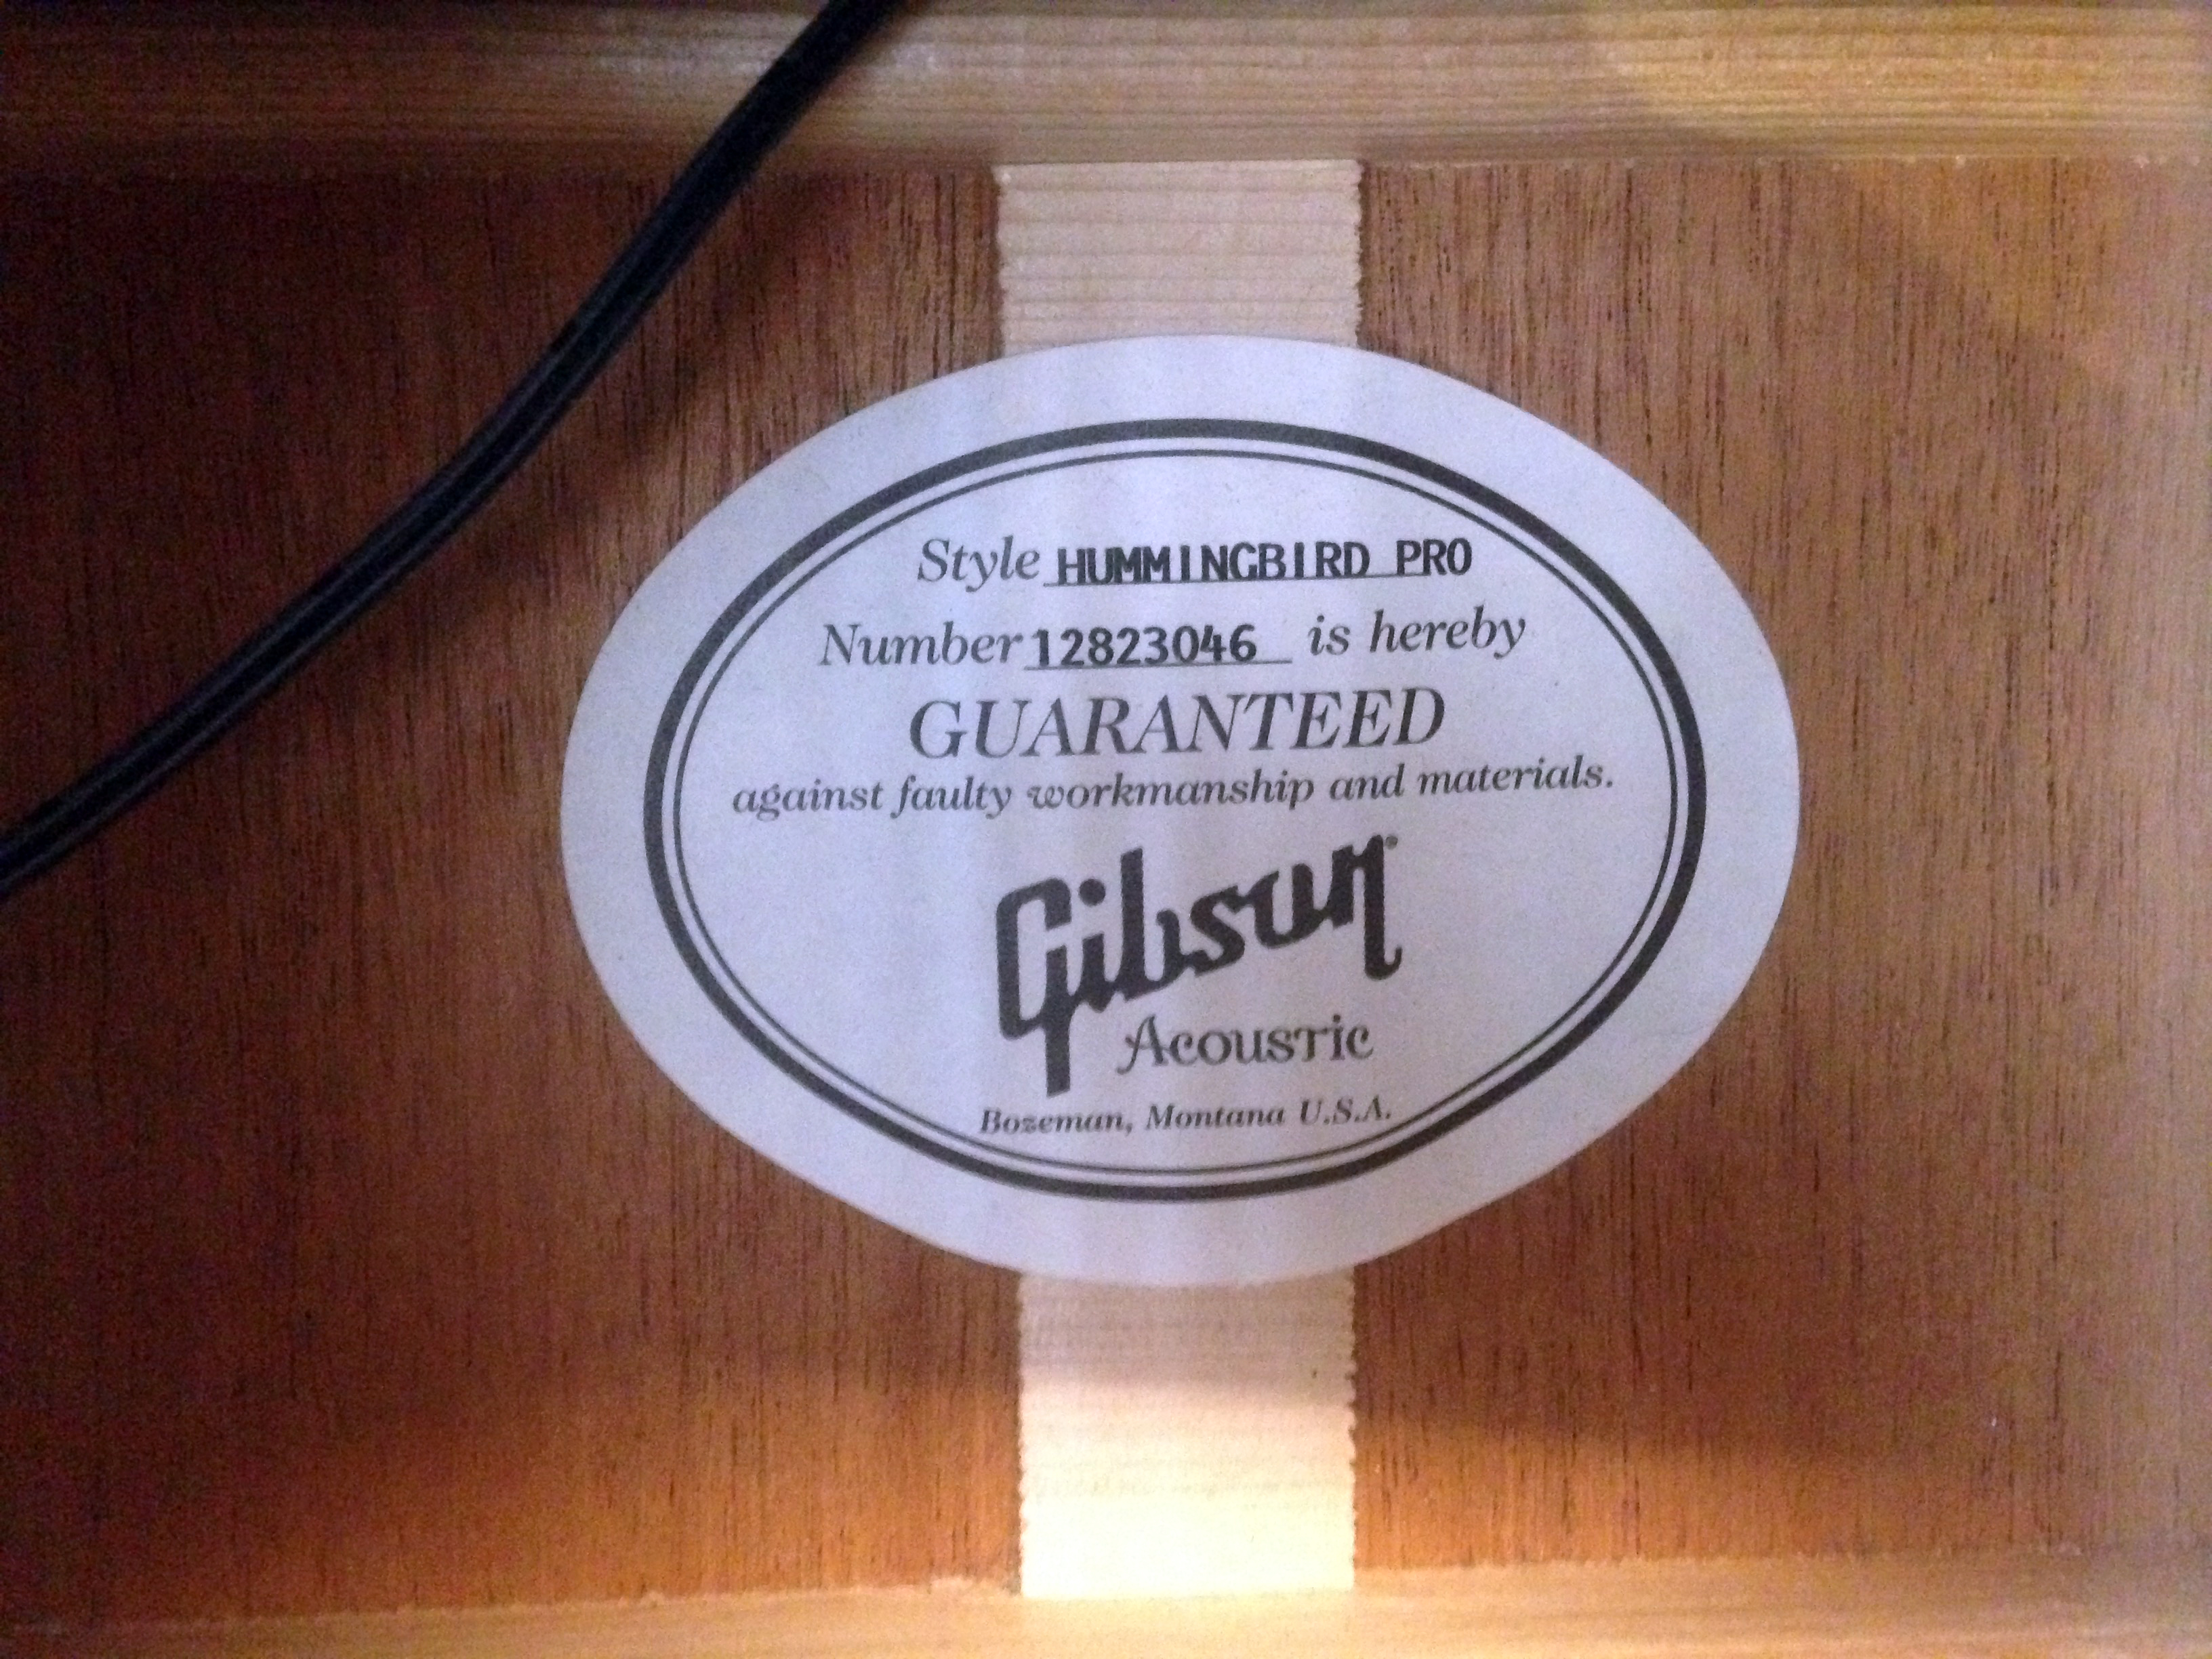 Style HUMMINGBIRD PRO
Number 12823046 is hereby
GUARANTEED
against faulty workmanship and materials.
Gibson
Acoustic
Bozeman, Montana U.S.A.